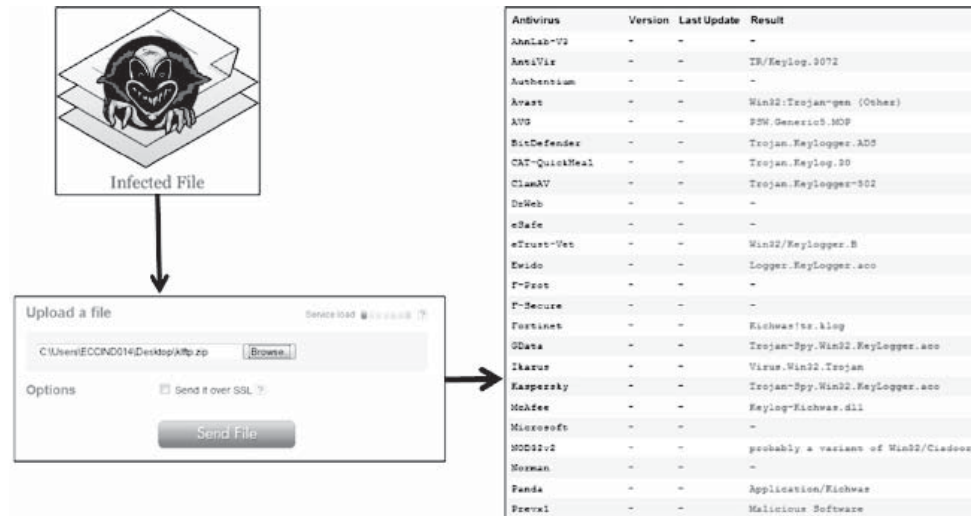 Infected File
Upload a file
Service load
C:\Users\ECCIND014\Desktop\klftp.zip Browse..
Options Send it over SSL ?
Send File
Antivirus Version Last Update Result
AhnLab-V3 - - -
AntiVir - - TR/Keylog.3072
Authentium - - -
Avast - - Win32:Trojan-gen (Other)
AVG - - PSW.Generic5.MOP
BitDefender - - Trojan.Keylogger.ADS
CAT-QuickHeal - - Trojan.Keylog.30
ClamAV - - Trojan.Keylogger-502
DrWeb - - -
eSafe - - -
eTrust-Vet - - Win32/Keylogger.B
Ewido - - Logger.KeyLogger.aco
F-Prot - - -
F-Secure - - -
Fortinet - - Kichwas!tr.klog
GData - - Trojan-Spy.Win32.KeyLogger.aco
Ikarus - - Virus.Win32.Trojan
Kaspersky - - Trojan-Spy.Win32.KeyLogger.aco
McAfee - - Keylog-Kichwas.dll
Microsoft - - -
NOD32v2 - - probably a variant of Win32/Ciadoor
Norman - - -
Panda - - Application/Kichwas
Prevx1 - - Malicious Software